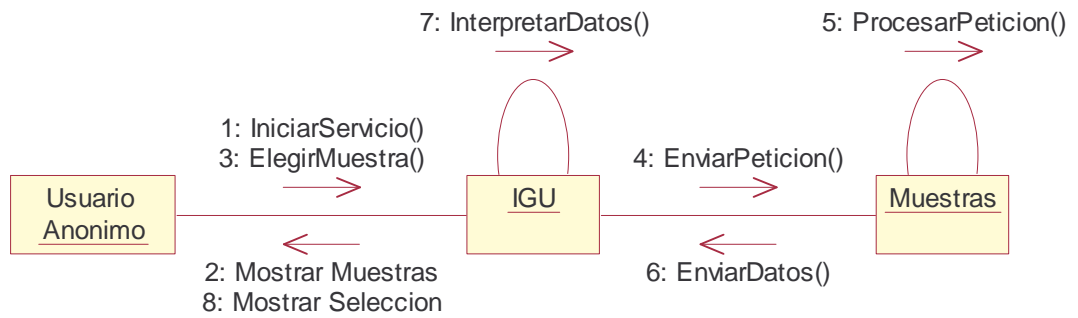 7: InterpretarDatos()
5: ProcesarPeticion()
1: IniciarServicio()
3: ElegirMuestra()
4: EnviarPeticion()
Usuario
Anonimo
IGU
Muestras
2: Mostrar Muestras
8: Mostrar Seleccion
6: EnviarDatos()